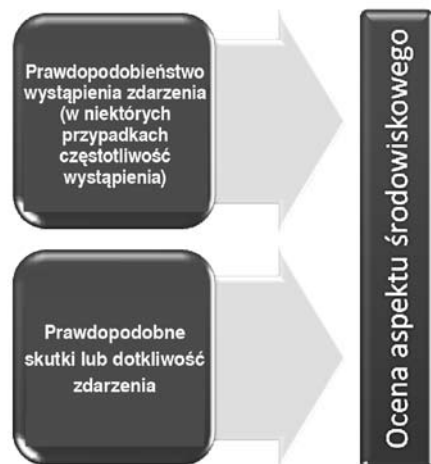 Prawdopodobieństwo
wystąpienia zdarzenia
(w niektórych
przypadkach
częstotliwość
wystąpienia)
Prawdopodobne
skutki lub dotkliwość
zdarzenia
Ocena aspektu środowiskowego